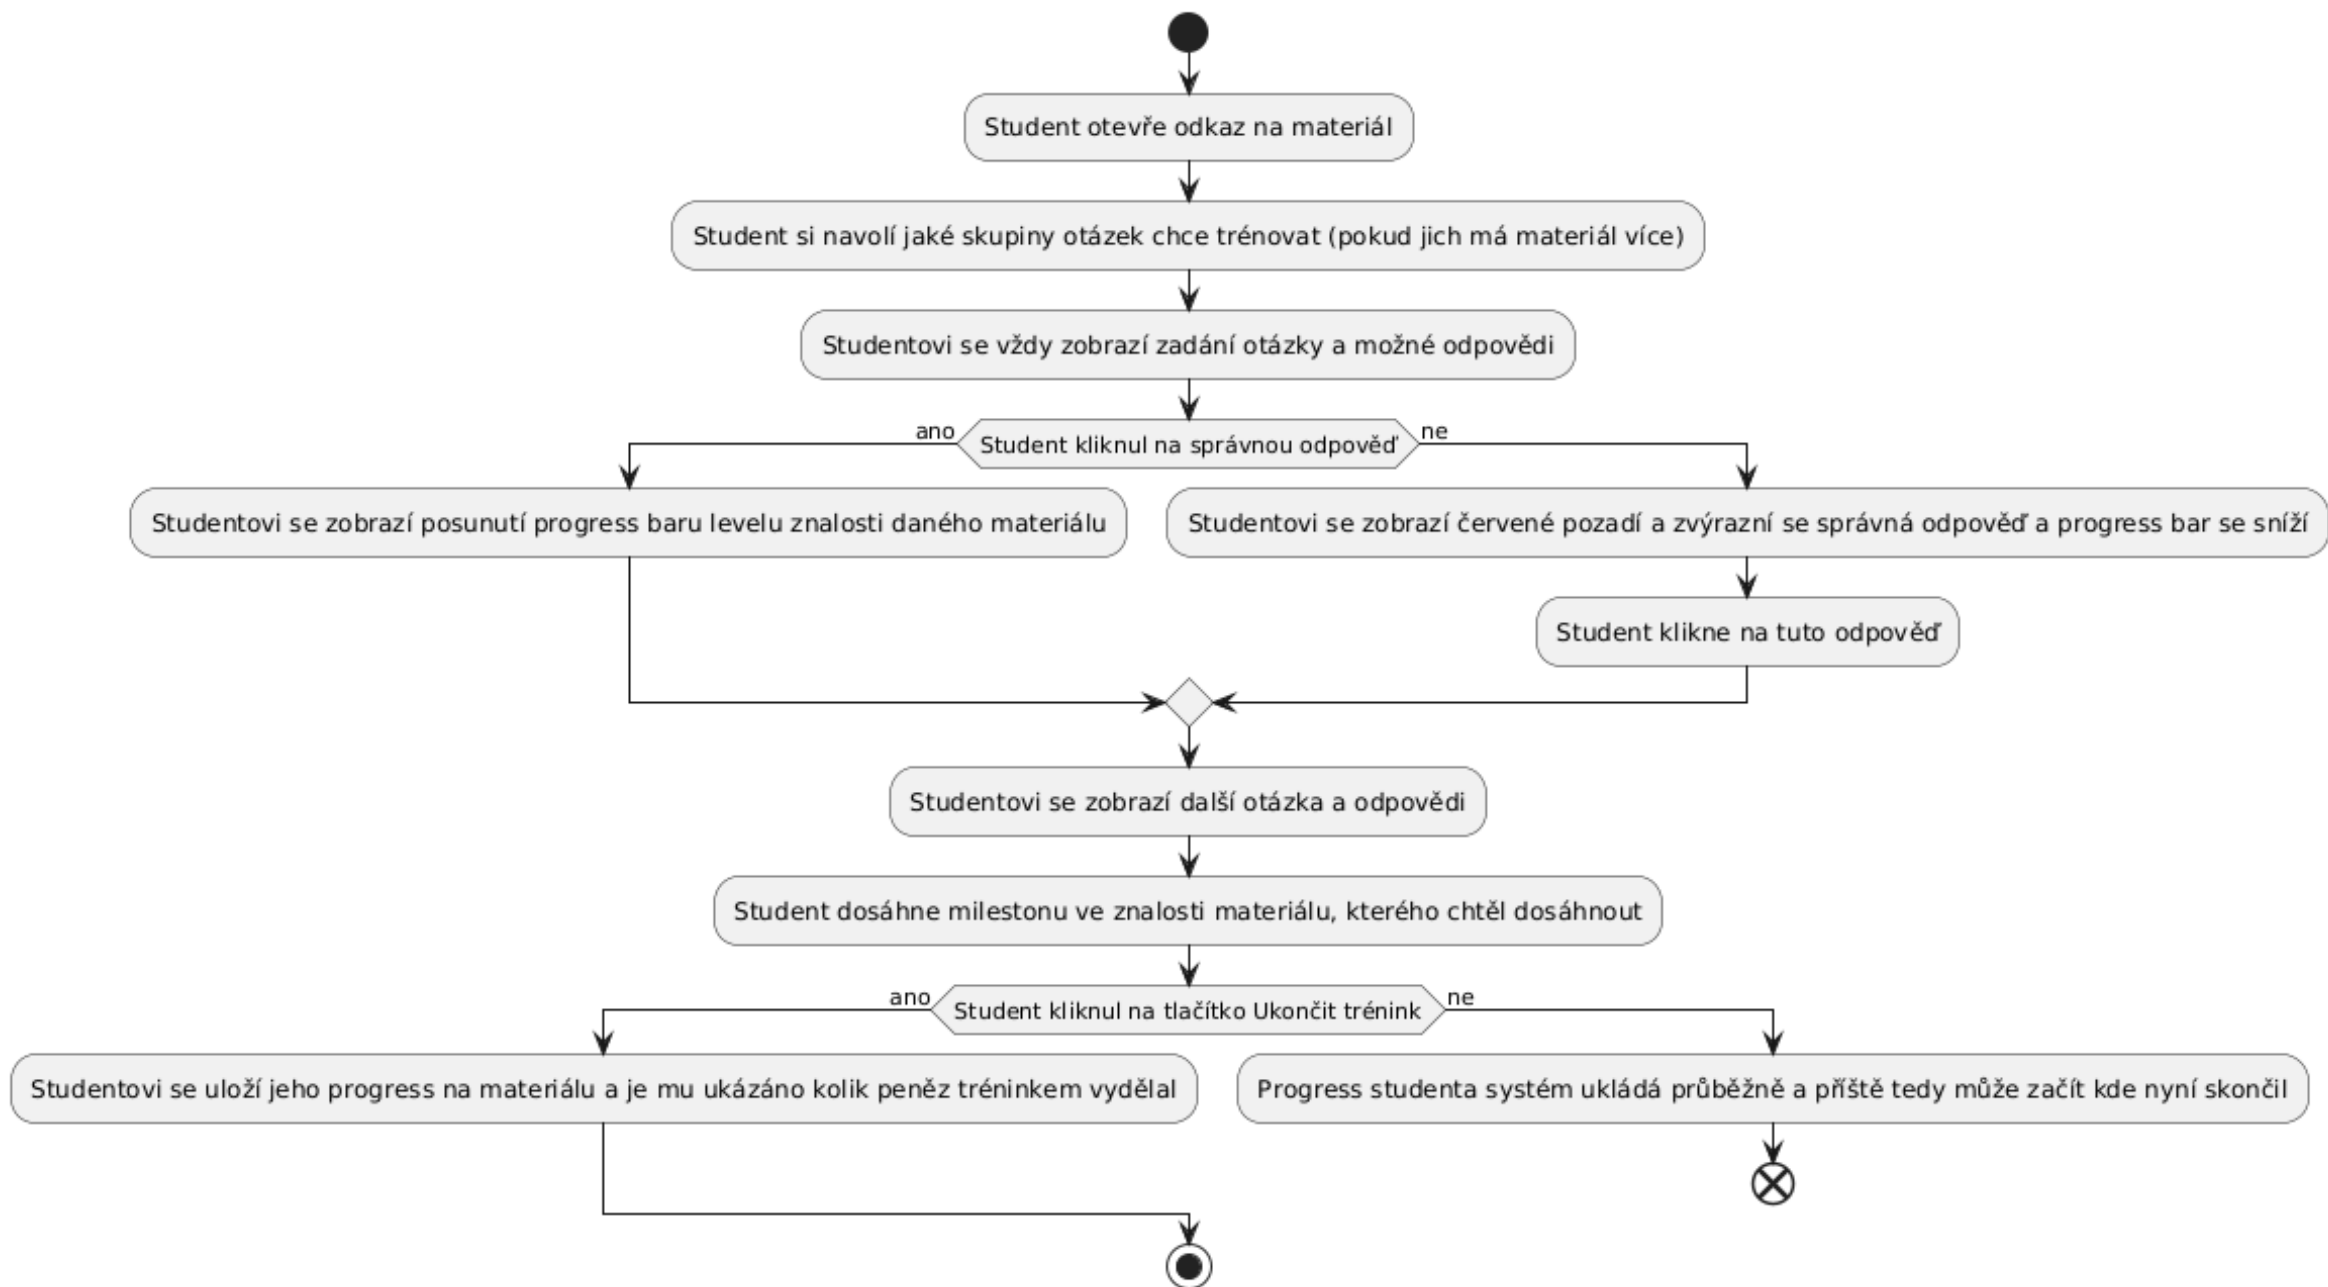 Student otevře odkaz na materiál
Student si navolí jaké skupiny otázek chce trénovat (pokud jich má materiál více)
Studentovi se vždy zobrazí zadání otázky a možné odpovědi
ano
Student kliknul na správnou odpověď
ne
Studentovi se zobrazí posunutí progress baru levelu znalosti daného materiálu
Studentovi se zobrazí červené pozadí a zvýrazní se správná odpověď a progress bar se sníží
Student klikne na tuto odpověď
Studentovi se zobrazí další otázka a odpovědi
Student dosáhne milestonu ve znalosti materiálu, kterého chtěl dosáhnout
ano
Student kliknul na tlačítko Ukončit trénink
ne
Studentovi se uloží jeho progress na materiálu a je mu ukázáno kolik peněz tréninkem vydělal
Progress studenta systém ukládá průběžně a příště tedy může začít kde nyní skončil